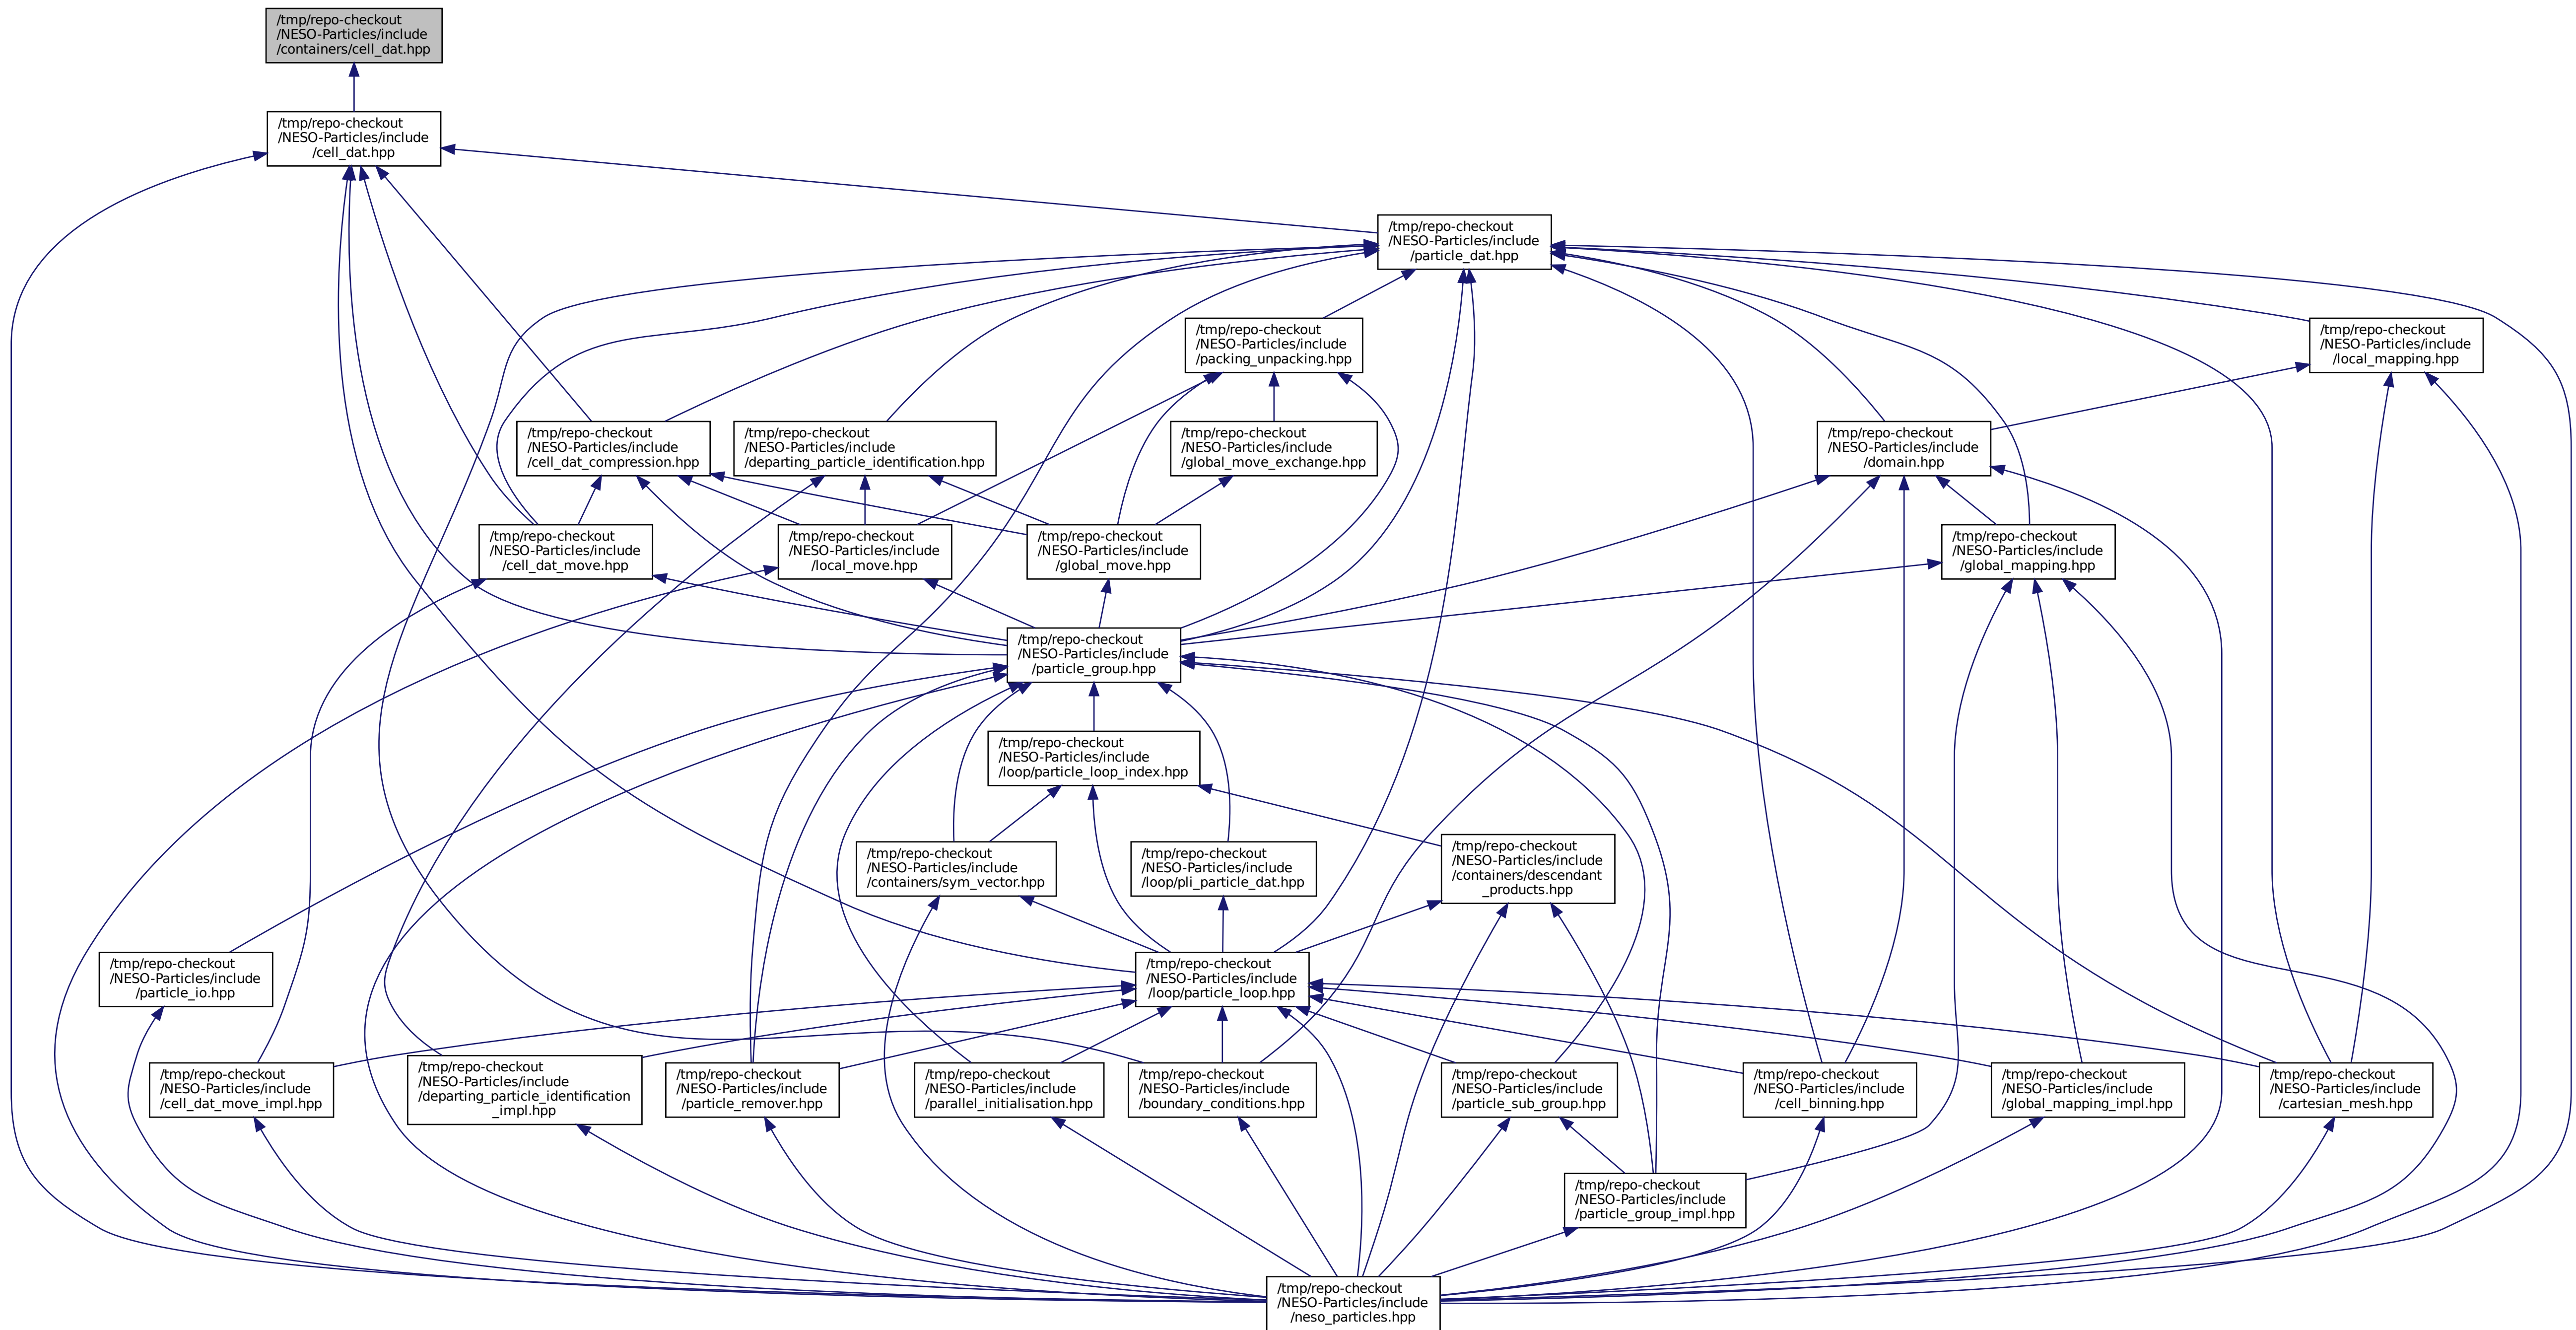 /tmp/repo-checkout
/NESO-Particles/include
/containers/cell_dat.hpp
/tmp/repo-checkout
/NESO-Particles/include
/cell_dat.hpp
/tmp/repo-checkout
/NESO-Particles/include
/particle_dat.hpp
/tmp/repo-checkout
/NESO-Particles/include
/packing_unpacking.hpp
/tmp/repo-checkout
/NESO-Particles/include
/local_mapping.hpp
/tmp/repo-checkout
/NESO-Particles/include
/cell_dat_compression.hpp
/tmp/repo-checkout
/NESO-Particles/include
/departing_particle_identification.hpp
/tmp/repo-checkout
/NESO-Particles/include
/global_move_exchange.hpp
/tmp/repo-checkout
/NESO-Particles/include
/domain.hpp
/tmp/repo-checkout
/NESO-Particles/include
/cell_dat_move.hpp
/tmp/repo-checkout
/NESO-Particles/include
/local_move.hpp
/tmp/repo-checkout
/NESO-Particles/include
/global_move.hpp
/tmp/repo-checkout
/NESO-Particles/include
/global_mapping.hpp
/tmp/repo-checkout
/NESO-Particles/include
/particle_group.hpp
/tmp/repo-checkout
/NESO-Particles/include
/loop/particle_loop_index.hpp
/tmp/repo-checkout
/NESO-Particles/include
/containers/sym_vector.hpp
/tmp/repo-checkout
/NESO-Particles/include
/loop/pli_particle_dat.hpp
/tmp/repo-checkout
/NESO-Particles/include
/containers/descendant
_products.hpp
/tmp/repo-checkout
/NESO-Particles/include
/particle_io.hpp
/tmp/repo-checkout
/NESO-Particles/include
/loop/particle_loop.hpp
/tmp/repo-checkout
/NESO-Particles/include
/cell_dat_move_impl.hpp
/tmp/repo-checkout
/NESO-Particles/include
/departing_particle_identification
_impl.hpp
/tmp/repo-checkout
/NESO-Particles/include
/particle_remover.hpp
/tmp/repo-checkout
/NESO-Particles/include
/parallel_initialisation.hpp
/tmp/repo-checkout
/NESO-Particles/include
/boundary_conditions.hpp
/tmp/repo-checkout
/NESO-Particles/include
/particle_sub_group.hpp
/tmp/repo-checkout
/NESO-Particles/include
/cell_binning.hpp
/tmp/repo-checkout
/NESO-Particles/include
/global_mapping_impl.hpp
/tmp/repo-checkout
/NESO-Particles/include
/cartesian_mesh.hpp
/tmp/repo-checkout
/NESO-Particles/include
/particle_group_impl.hpp
/tmp/repo-checkout
/NESO-Particles/include
/neso_particles.hpp